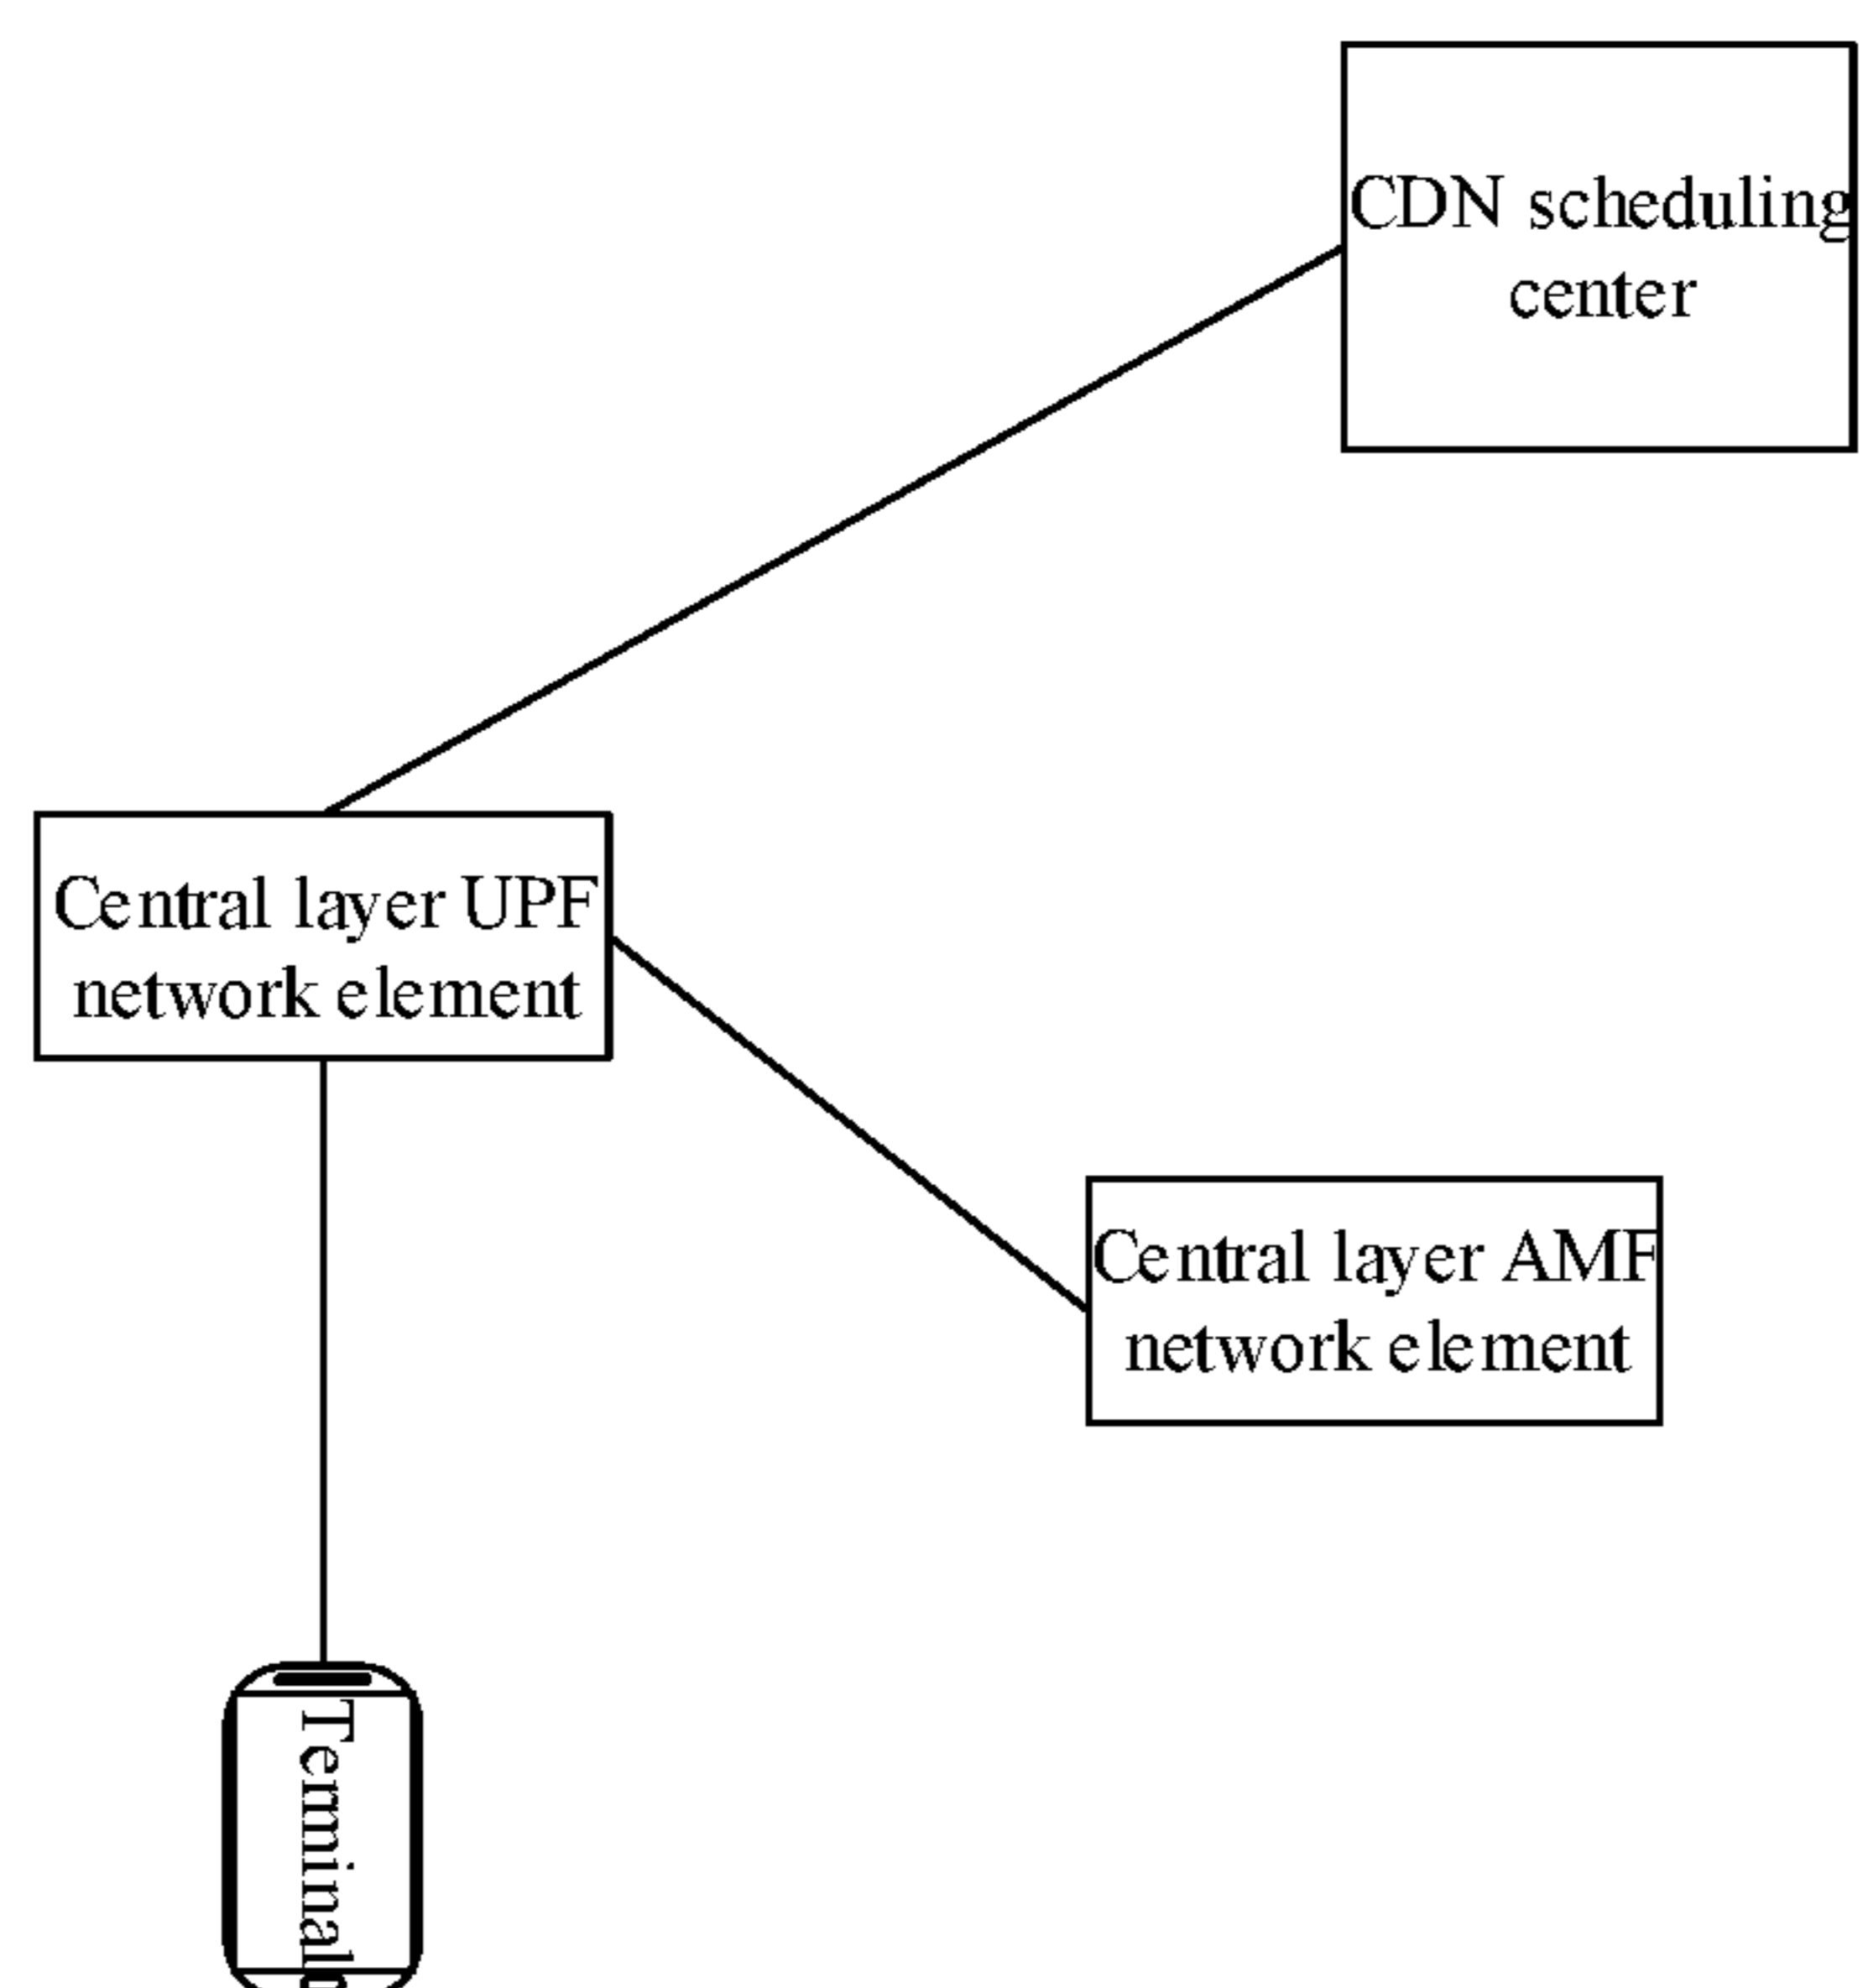 CDN scheduling
center
Central layer UPF
network element
Central layer AMF
network element
Terminal